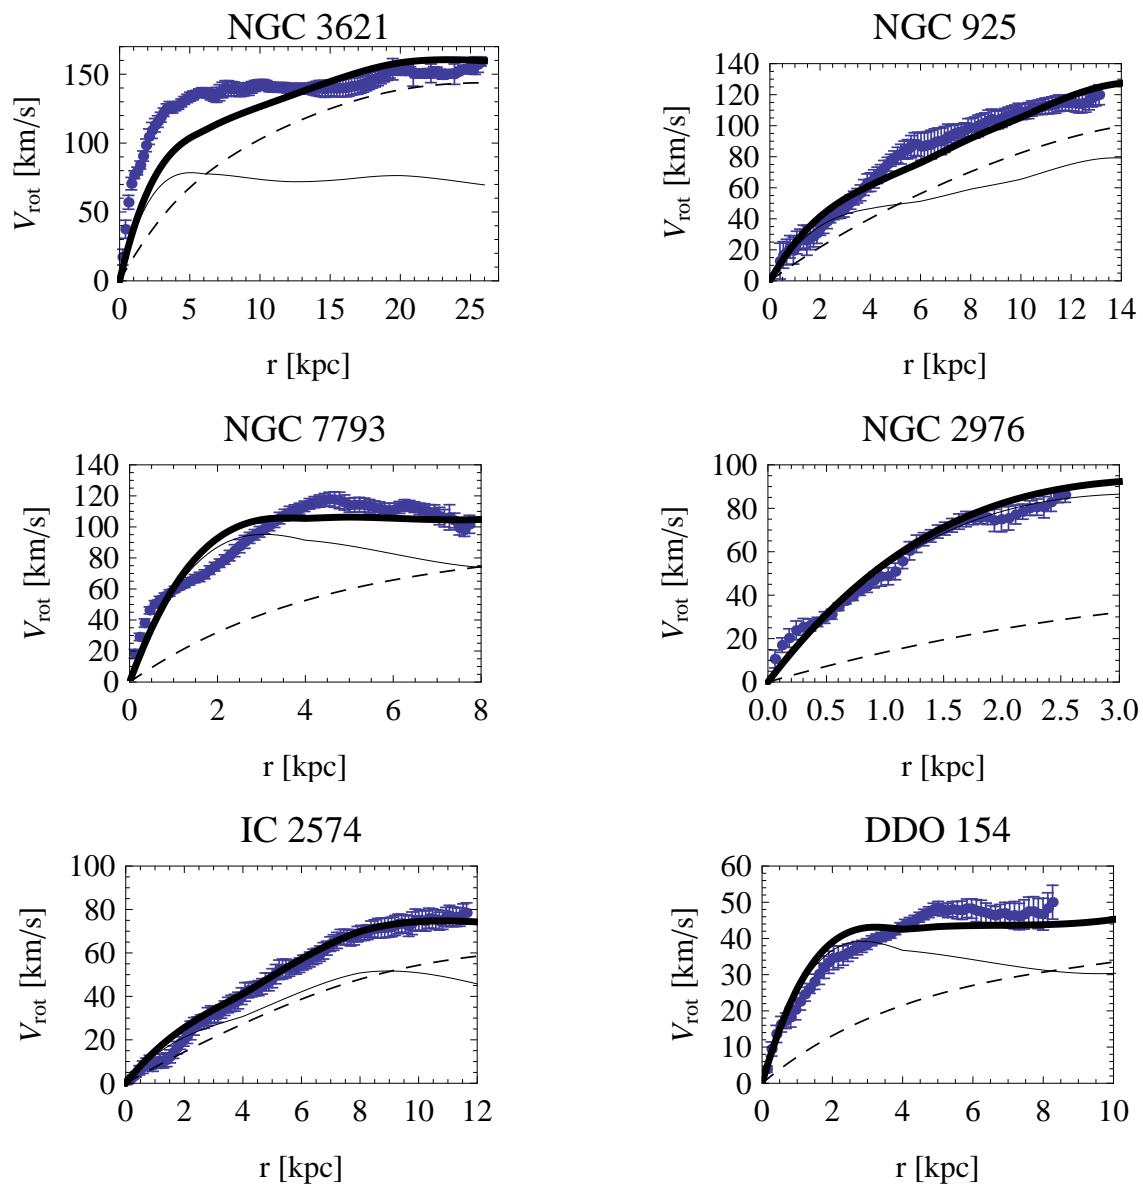 NGC 3621
NGC 925
150
100
50
0
V_rot [km/s]
0 5 10 15 20 25
r [kpc]
140
120
100
80
60
40
20
0
V_rot [km/s]
0 2 4 6 8 10 12 14
r [kpc]
NGC 7793
NGC 2976
140
120
100
80
60
40
20
0
V_rot [km/s]
0 2 4 6 8
r [kpc]
100
80
60
40
20
0
V_rot [km/s]
0.0 0.5 1.0 1.5 2.0 2.5 3.0
r [kpc]
IC 2574
DDO 154
100
80
60
40
20
0
V_rot [km/s]
0 2 4 6 8 10 12
r [kpc]
60
50
40
30
20
10
0
V_rot [km/s]
0 2 4 6 8 10
r [kpc]